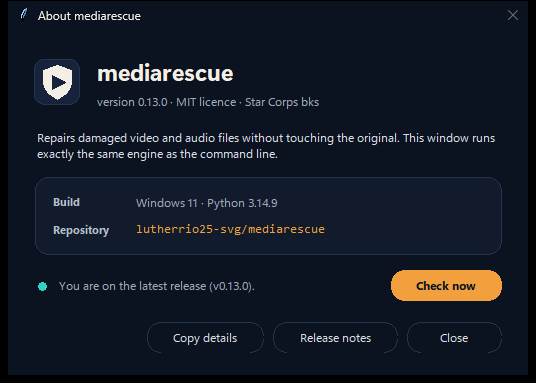 About mediarescue
mediarescue
version 0.13.0 · MIT licence · Star Corps bks
Repairs damaged video and audio files without touching the original. This window runs
exactly the same engine as the command line.
Build Windows 11 · Python 3.14.9
Repository lutherrio25-svg/mediarescue
You are on the latest release (v0.13.0).
Check now
Copy details
Release notes
Close